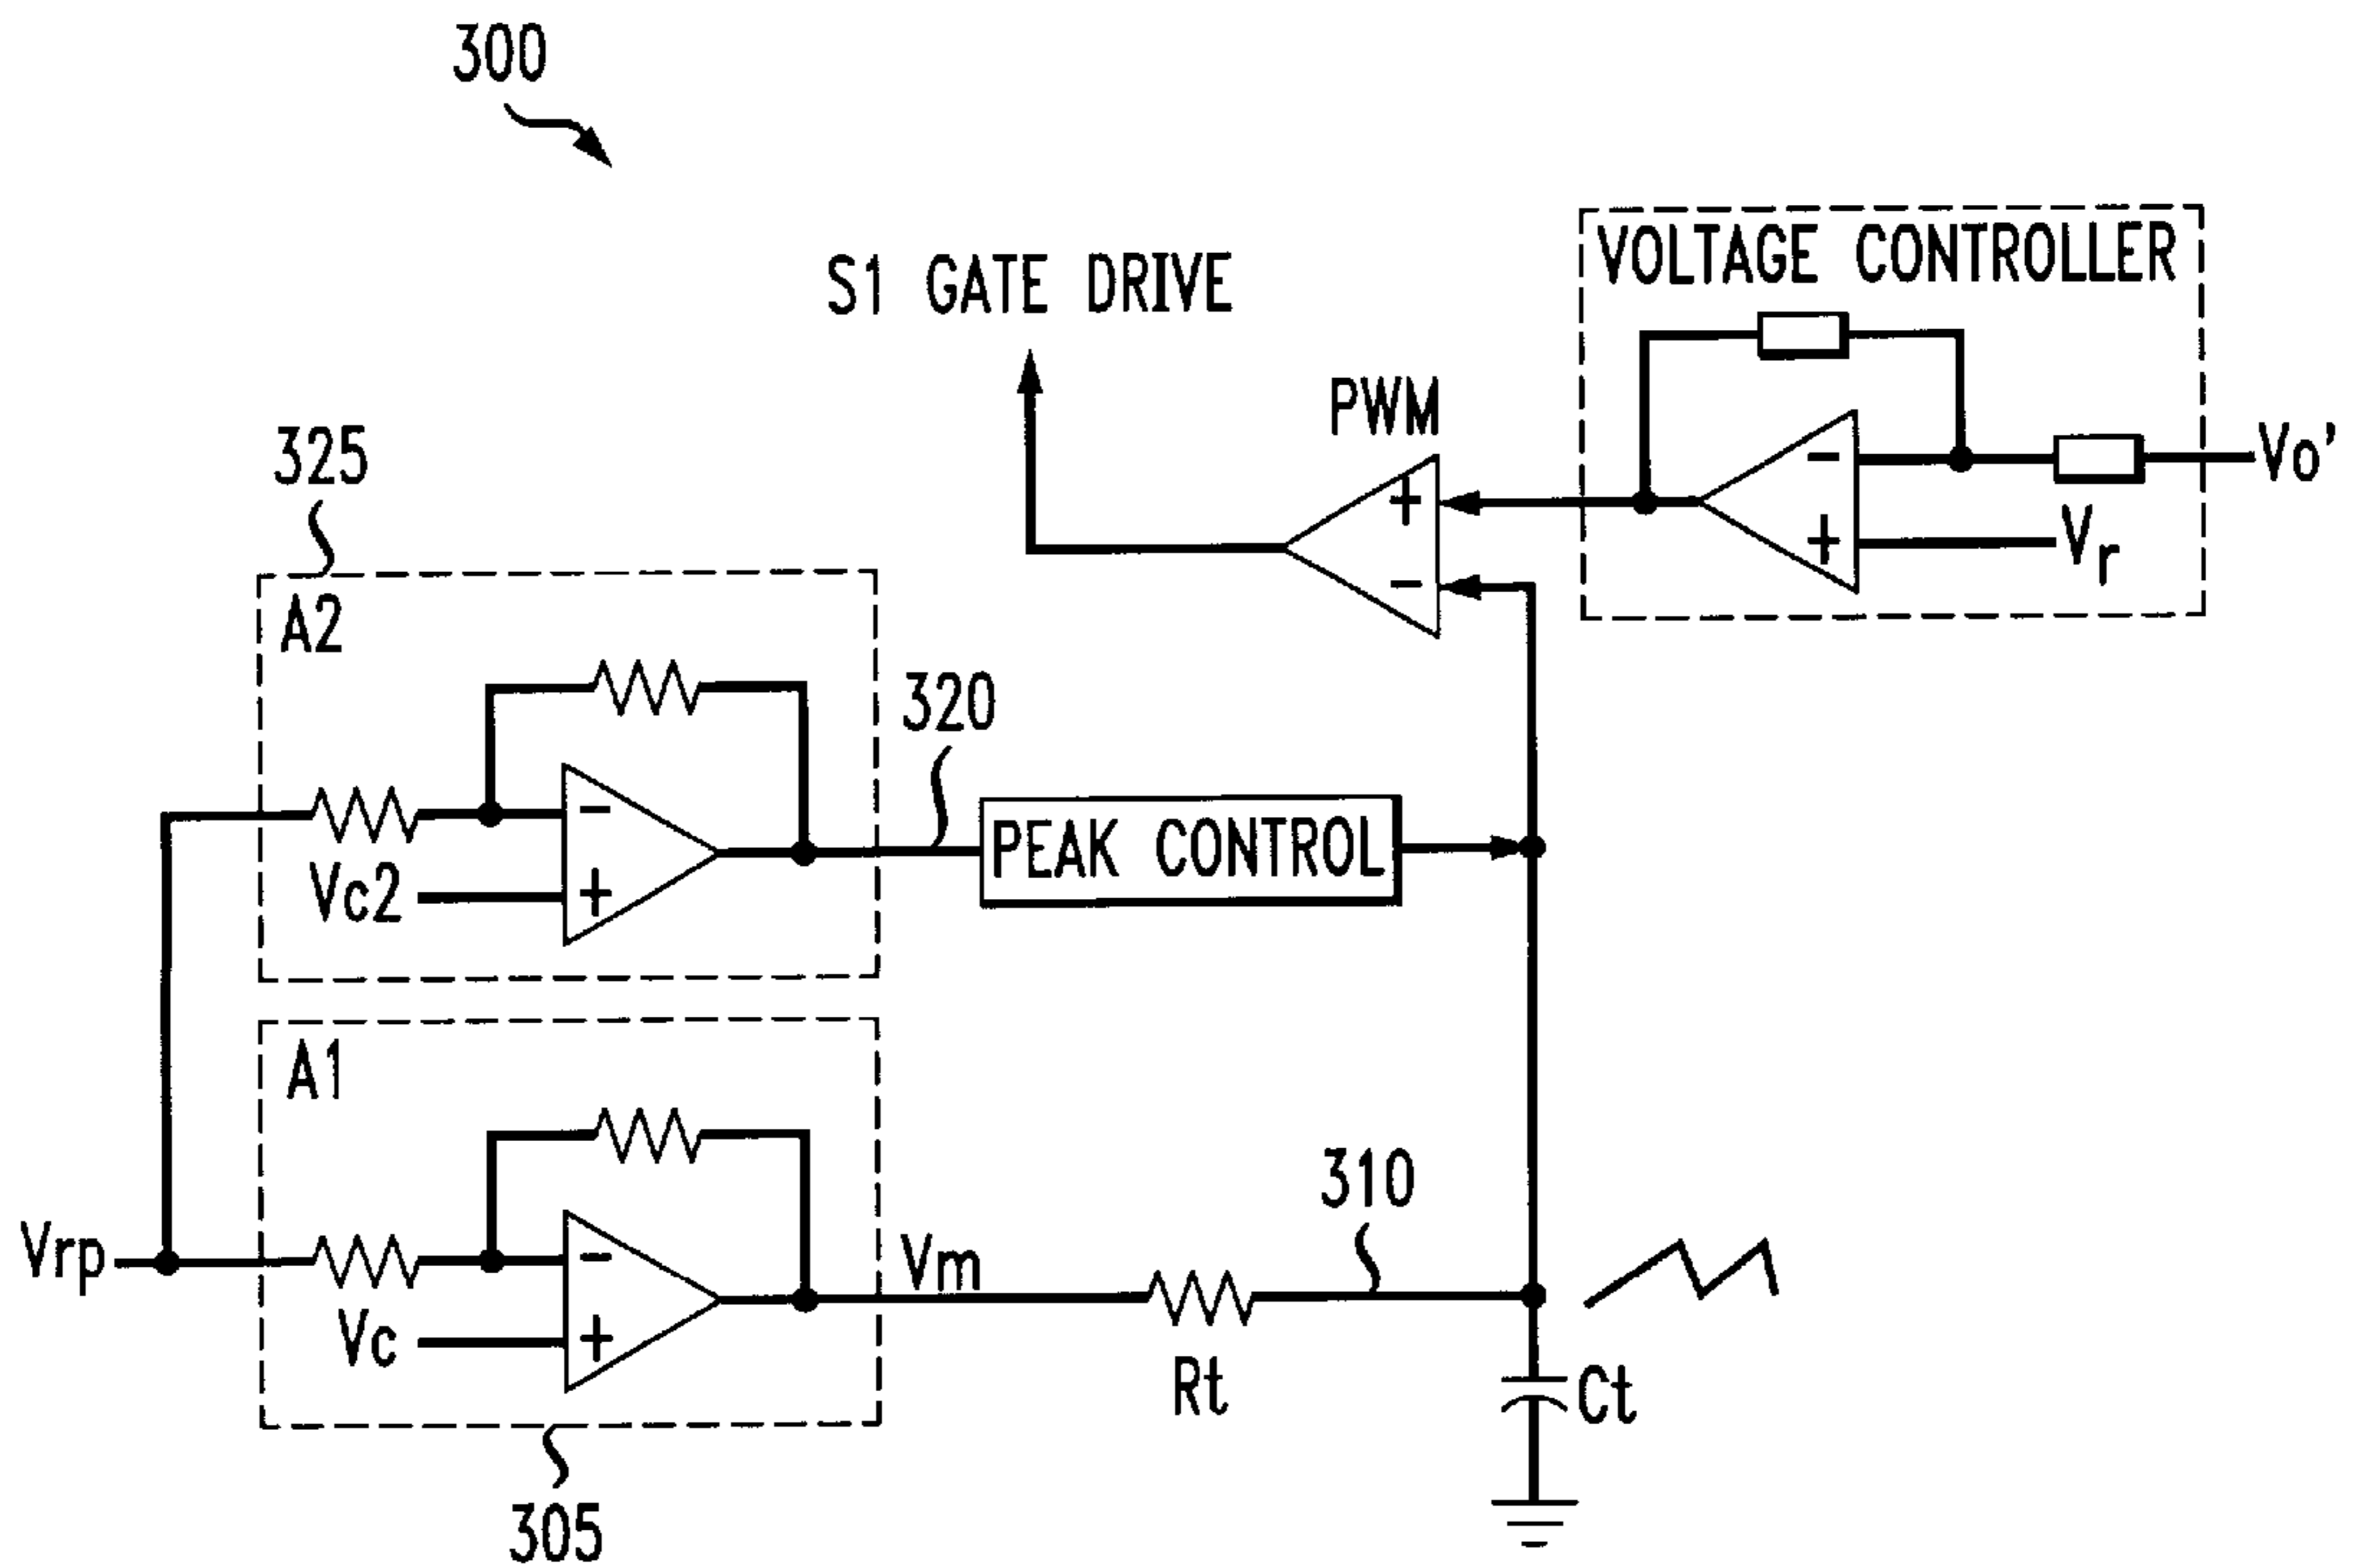 300
VOLTAGE CONTROLLER
S1 GATE DRIVE
PWM
-
Vo'
+
Vr
+
-
325
A2
320
-
Vc2
+
PEAK CONTROL
A1
310
Vrp
-
Vm
Vc
+
Rt
Ct
305